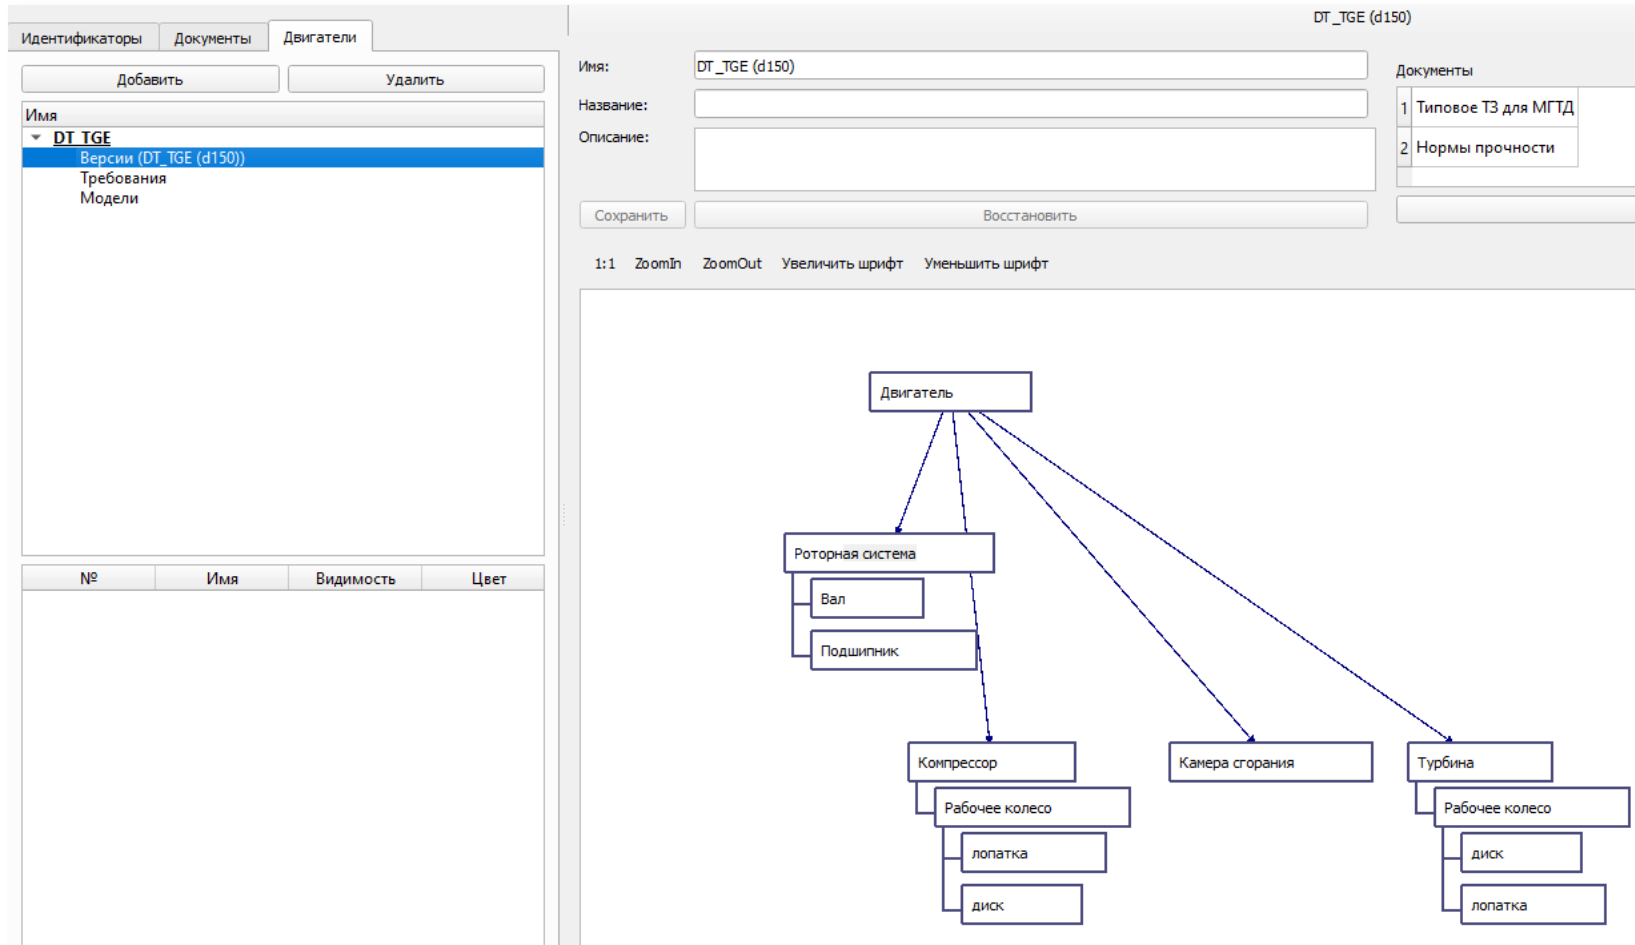 DT_TGE (d150)
Идентификаторы Документы Двигатели
Добавить Удалить
Имя
DT_TGE
Версии (DT_TGE (d150))
Требования
Модели
№ Имя Видимость Цвет
Имя: DT_TGE (d150)
Название:
Описание:
Документы
1 Типовое ТЗ для МГТД
2 Нормы прочности
Сохранить Восстановить
1:1 ZoomIn ZoomOut Увеличить шрифт Уменьшить шрифт
Двигатель
Роторная система
Вал
Подшипник
Компрессор
Рабочее колесо
лопатка
диск
Камера сгорания
Турбина
Рабочее колесо
диск
лопатка